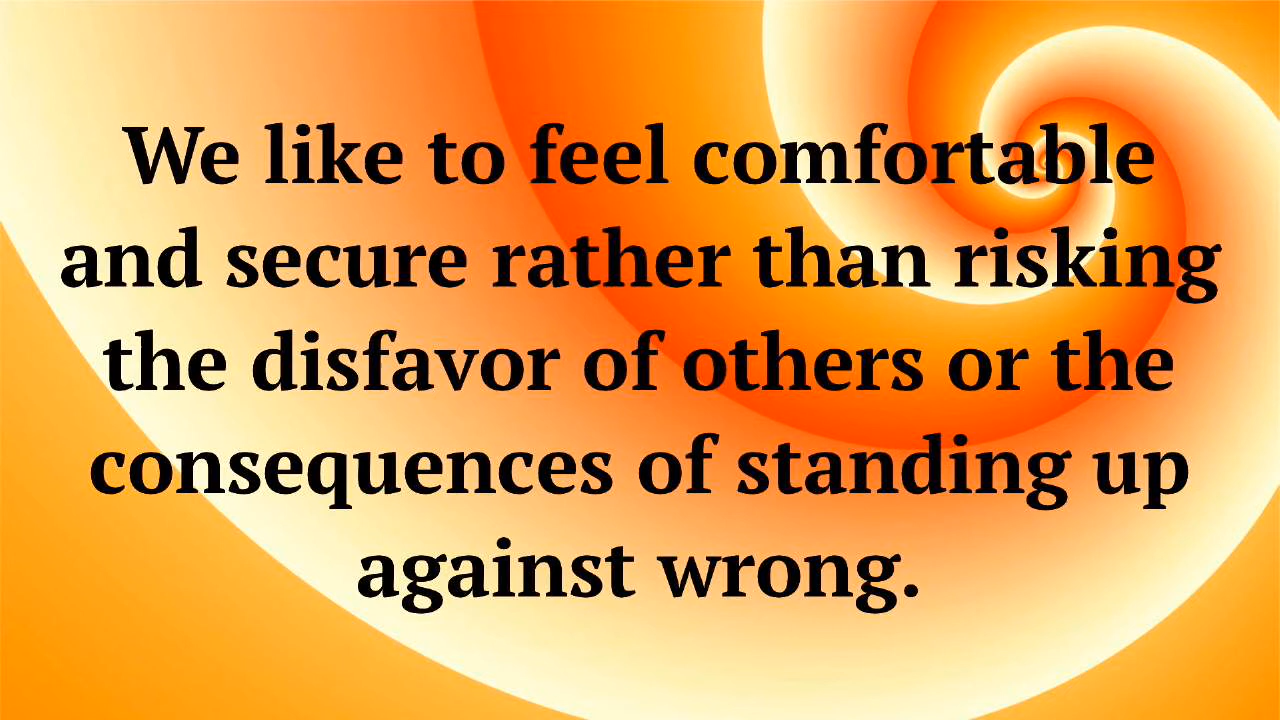 We like to feel comfortable
and secure rather than risking
the disfavor of others or the
consequences of standing up
against wrong.